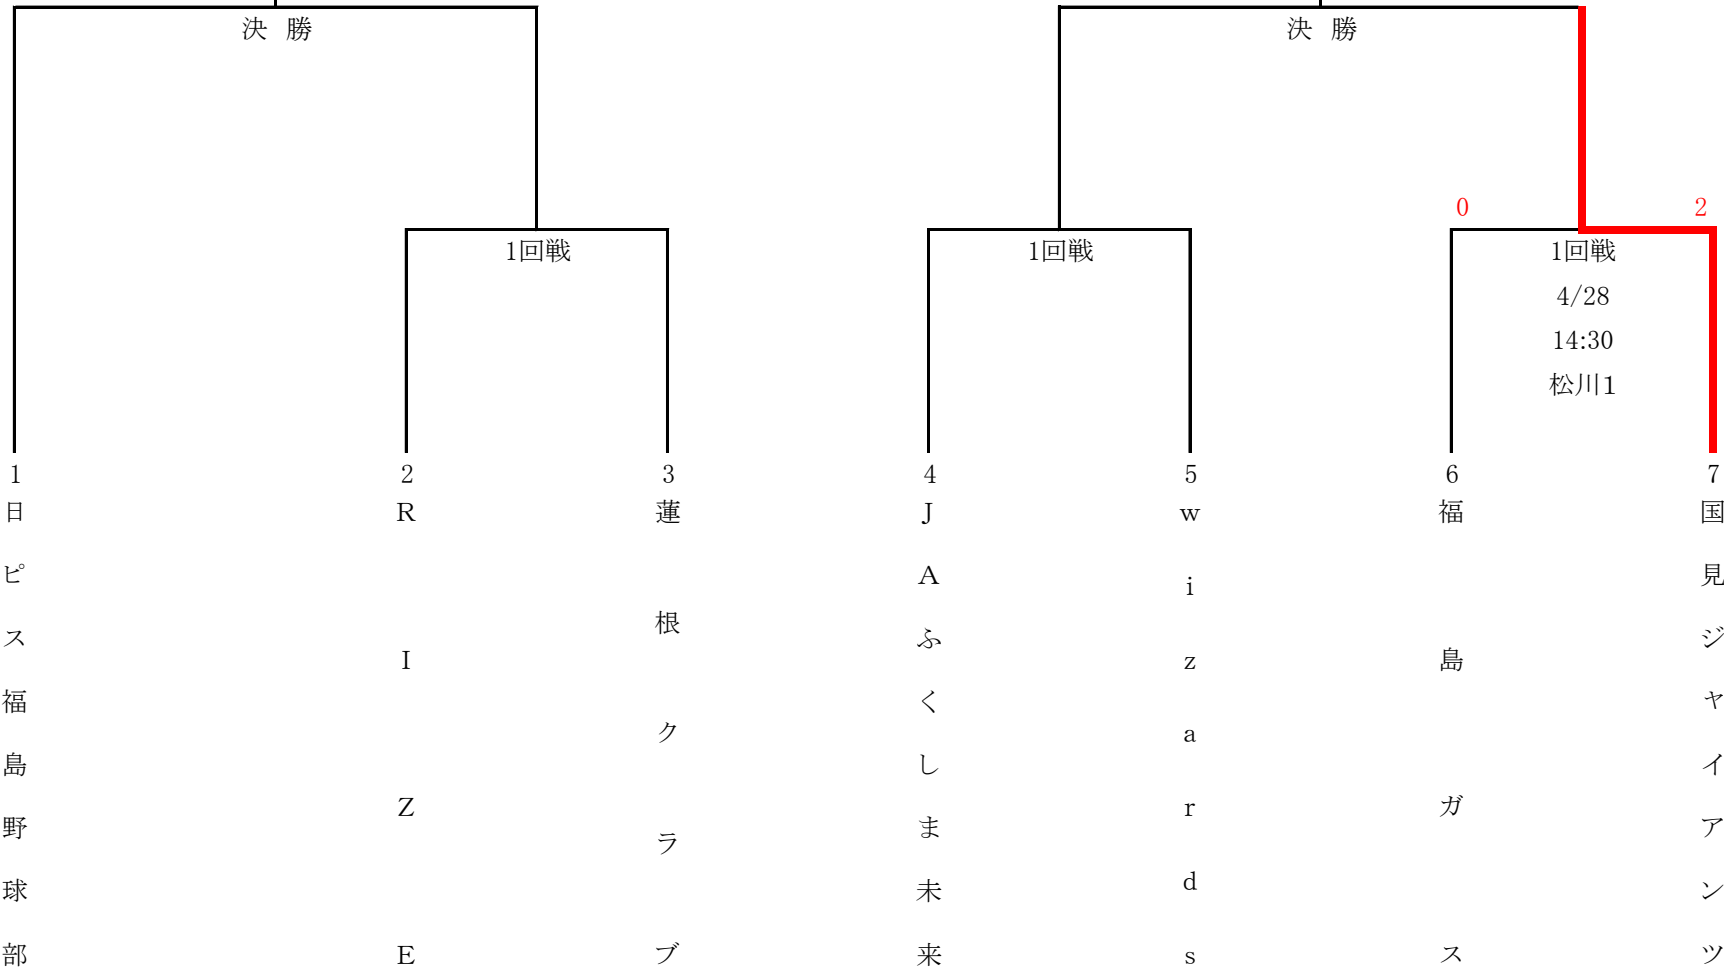 決 勝
決 勝
0
2
1回戦
1回戦
1回戦
4/28
14:30
松川1
1
2
3
4
5
6
7
日ピス福島野球部
RIZE
蓮根クラブ
JAふくしま未来
wizards
福島ガス
国見ジャイアンツ